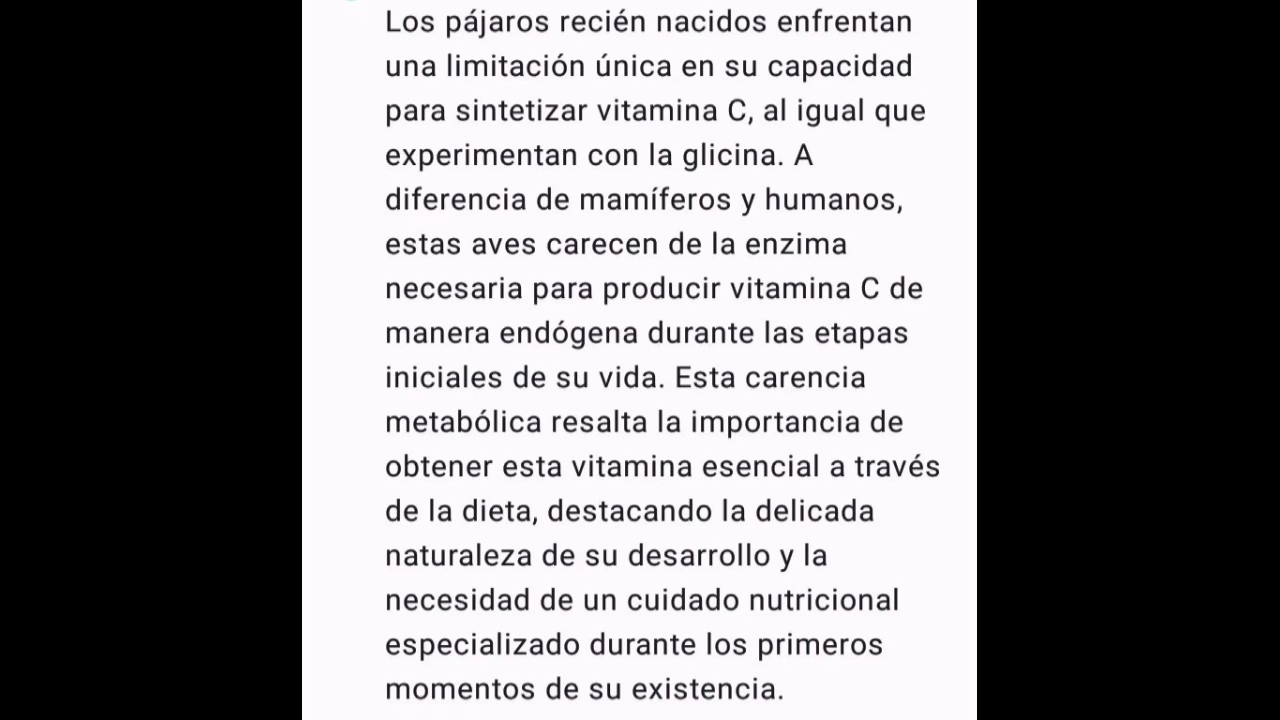 Los pájaros recién nacidos enfrentan
una limitación única en su capacidad
para sintetizar vitamina C, al igual que
experimentan con la glicina. A
diferencia de mamíferos y humanos,
estas aves carecen de la enzima
necesaria para producir vitamina C de
manera endógena durante las etapas
iniciales de su vida. Esta carencia
metabólica resalta la importancia de
obtener esta vitamina esencial a través
de la dieta, destacando la delicada
naturaleza de su desarrollo y la
necesidad de un cuidado nutricional
especializado durante los primeros
momentos de su existencia.